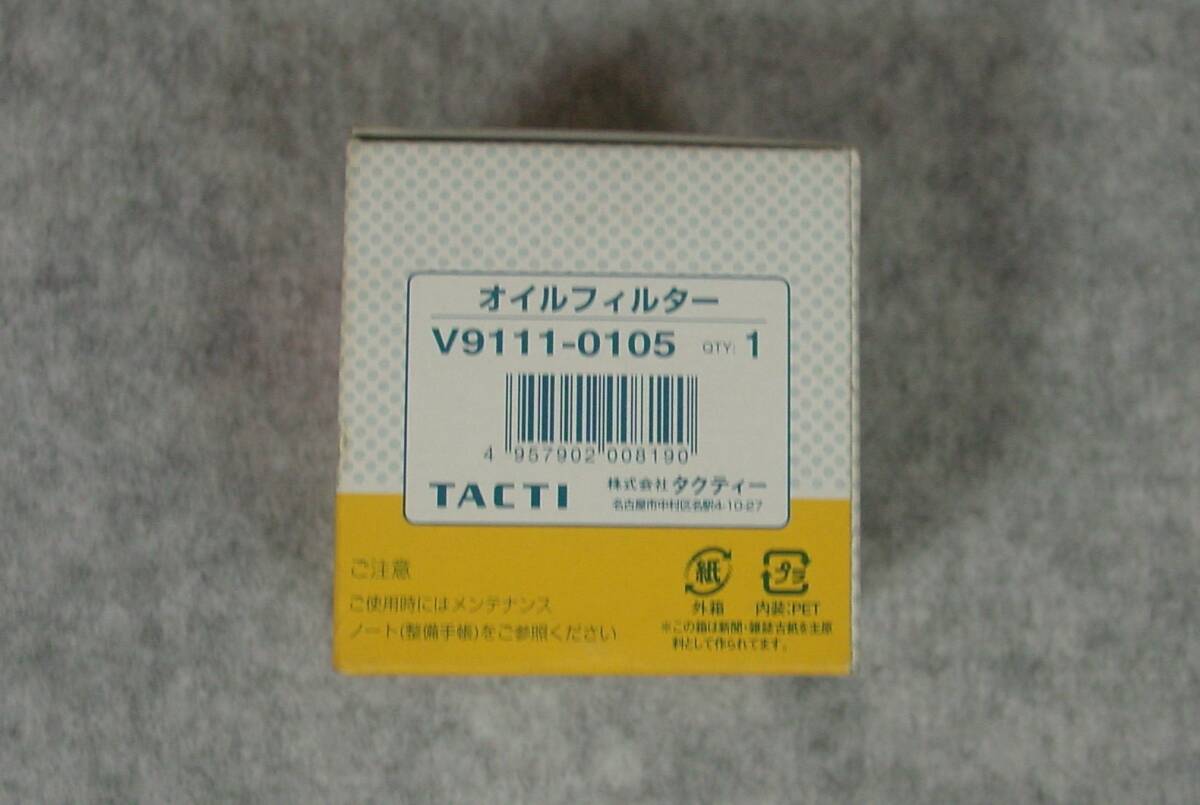 オイルフィルター
V9111-0105 QTY: 1
4 957902 008190
TACTI 株式会社 タクティー
名古屋市中村区名駅4-10-27
ご注意
ご使用時にはメンテナンス
ノート(整備手帳)をご参照ください
紙 プラ
外箱 内装:PET
※この箱は新聞・雑誌古紙を主原
料として作られてます。